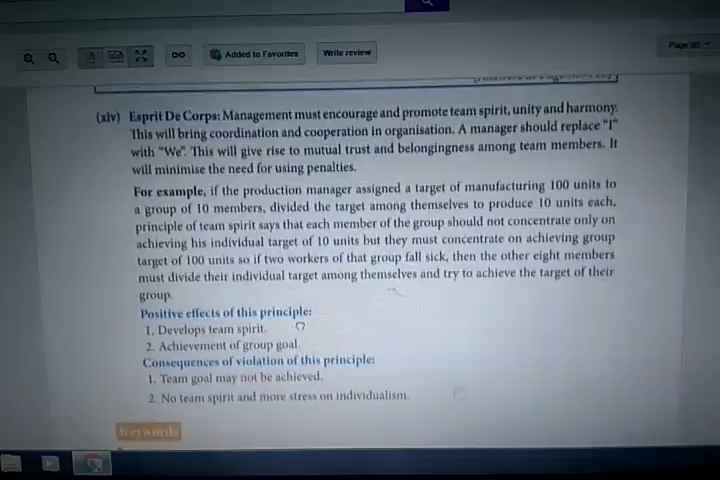 Added to Favorites
Write review
(xiv) Esprit De Corps: Management must encourage and promote team spirit, unity and harmony.
This will bring coordination and cooperation in organisation. A manager should replace "I"
with "We". This will give rise to mutual trust and belongingness among team members. It
will minimise the need for using penalties.
For example, if the production manager assigned a target of manufacturing 100 units to
a group of 10 members, divided the target among themselves to produce 10 units each,
principle of team spirit says that each member of the group should not concentrate only on
achieving his individual target of 10 units but they must concentrate on achieving group
target of 100 units so if two workers of that group fall sick, then the other eight members
must divide their individual target among themselves and try to achieve the target of their
group.
Positive effects of this principle:
1. Develops team spirit.
2. Achievement of group goal.
Consequences of violation of this principle:
1. Team goal may not be achieved.
2. No team spirit and more stress on individualism.
Keywords